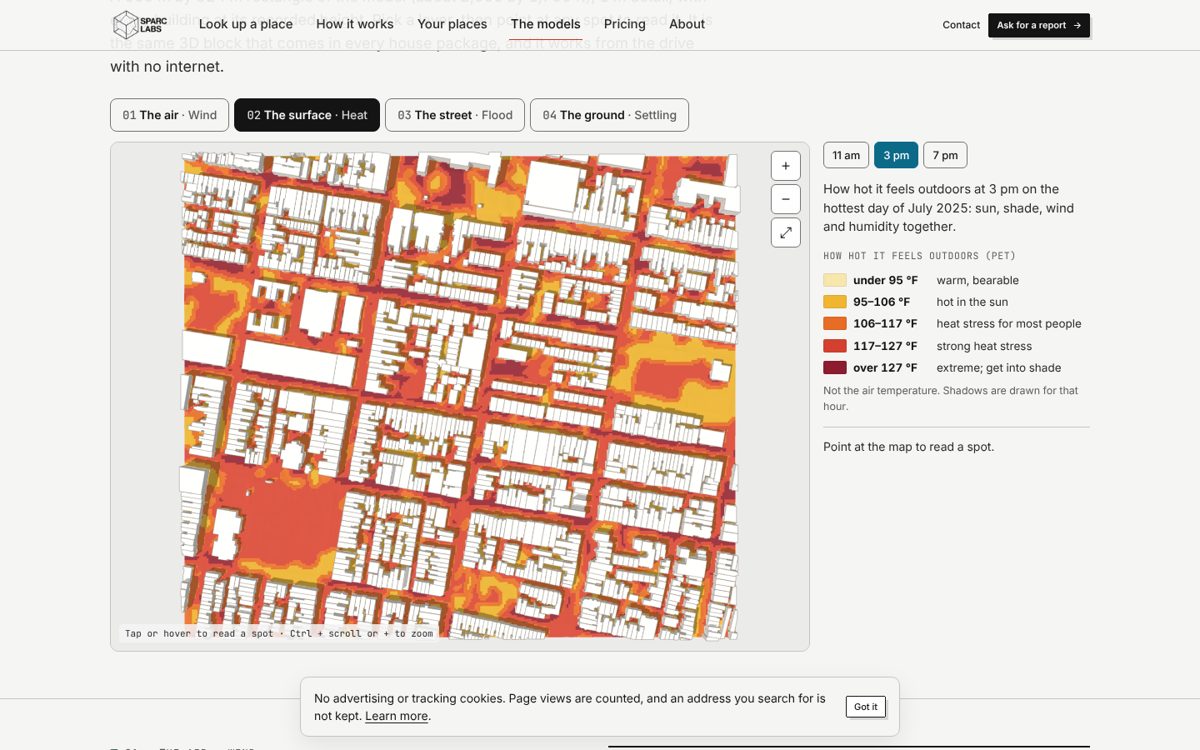 SPARC
LABS
Look up a place
How it works
Your places
The models
Pricing
About
Contact
Ask for a report →
the same 3D block that comes in every house package, and it works from the drive
with no internet.
01 The air · Wind
02 The surface · Heat
03 The street · Flood
04 The ground · Settling
+
−
Tap or hover to read a spot · Ctrl + scroll or + to zoom
11 am
3 pm
7 pm
How hot it feels outdoors at 3 pm on the
hottest day of July 2025: sun, shade, wind
and humidity together.
HOW HOT IT FEELS OUTDOORS (PET)
under 95 °F warm, bearable
95–106 °F hot in the sun
106–117 °F heat stress for most people
117–127 °F strong heat stress
over 127 °F extreme; get into shade
Not the air temperature. Shadows are drawn for that
hour.
Point at the map to read a spot.
No advertising or tracking cookies. Page views are counted, and an address you search for is
not kept. Learn more.
Got it